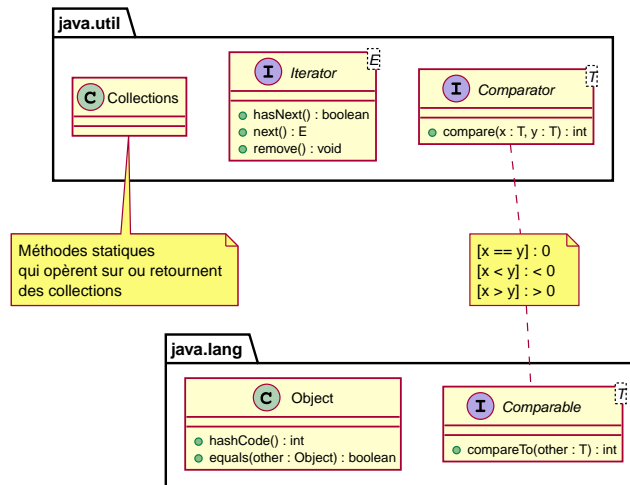 java.util
C Collections
I Iterator E
hasNext() : boolean
next() : E
remove() : void
I Comparator T
compare(x : T, y : T) : int
Méthodes statiques
qui opèrent sur ou retournent
des collections
[x == y] : 0
[x < y] : < 0
[x > y] : > 0
java.lang
C Object
hashCode() : int
equals(other : Object) : boolean
I Comparable T
compareTo(other : T) : int